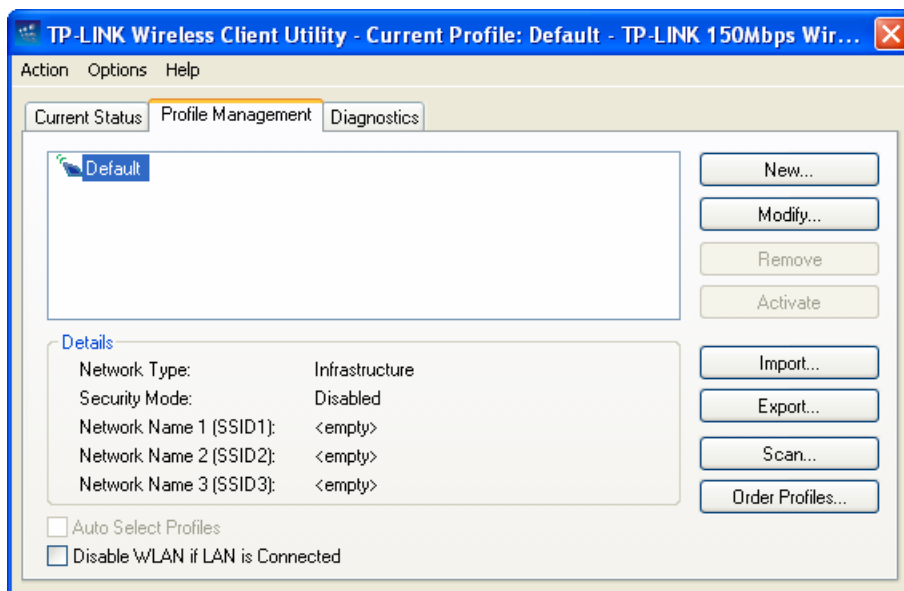 TP-LINK Wireless Client Utility - Current Profile: Default - TP-LINK 150Mbps Wir...
Action Options Help
Current Status Profile Management Diagnostics
Default
New...
Modify...
Remove
Activate
Details
Network Type: Infrastructure
Security Mode: Disabled
Network Name 1 (SSID1): <empty>
Network Name 2 (SSID2): <empty>
Network Name 3 (SSID3): <empty>
Import...
Export...
Scan...
Order Profiles...
Auto Select Profiles
Disable WLAN if LAN is Connected